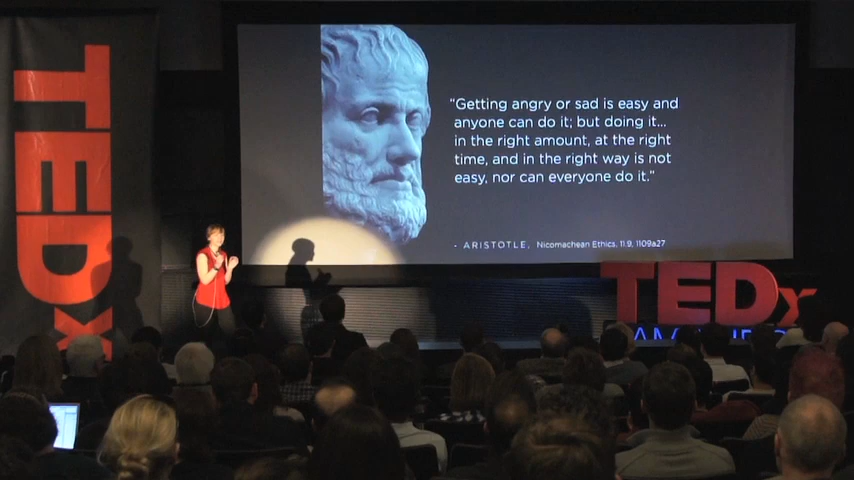 TEDx
“Getting angry or sad is easy and
anyone can do it; but doing it...
in the right amount, at the right
time, and in the right way is not
easy, nor can everyone do it.”
- ARISTOTLE, Nicomachean Ethics, 11.9, 1109a27
TEDx